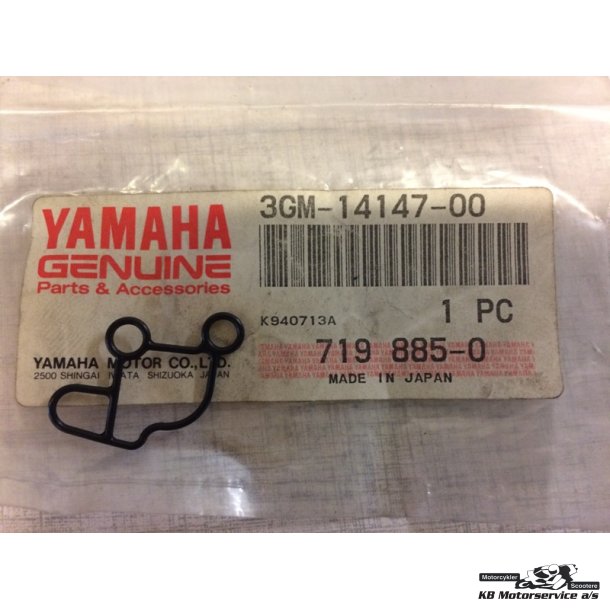 YAMAHA
GENUINE
Parts & Accessories
YAMAHA MOTOR CO., LTD.
2500 SHINGAI IWATA SHIZUOKA JAPAN
3GM-14147-00
K940713A
1 PC
719 885-0
MADE IN JAPAN
Motorcykler
Scootere
KB Motorservice a/s